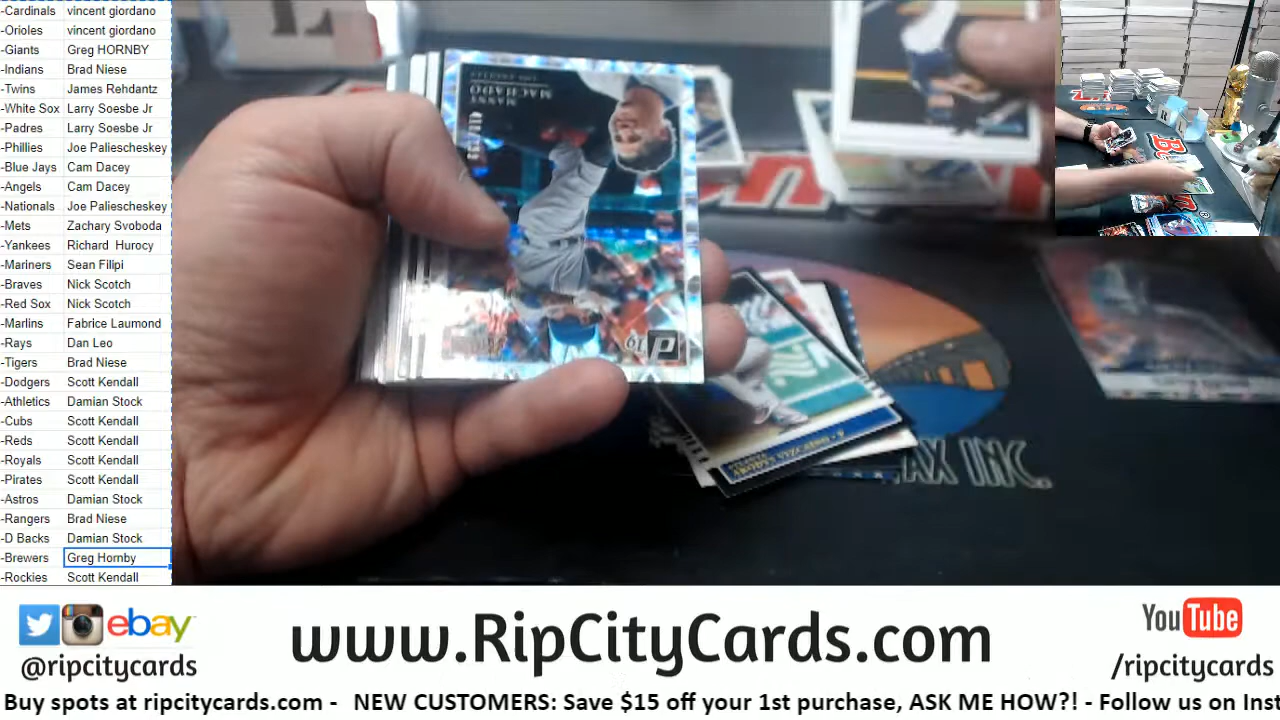 -Cardinals vincent giordano
-Orioles vincent giordano
-Giants Greg HORNBY
-Indians Brad Niese
-Twins James Rehdantz
-White Sox Larry Soesbe Jr
-Padres Larry Soesbe Jr
-Phillies Joe Paliescheskey
-Blue Jays Cam Dacey
-Angels Cam Dacey
-Nationals Joe Paliescheskey
-Mets Zachary Svoboda
-Yankees Richard Hurocy
-Mariners Sean Filipi
-Braves Nick Scotch
-Red Sox Nick Scotch
-Marlins Fabrice Laumond
-Rays Dan Leo
-Tigers Brad Niese
-Dodgers Scott Kendall
-Athletics Damian Stock
-Cubs Scott Kendall
-Reds Scott Kendall
-Royals Scott Kendall
-Pirates Scott Kendall
-Astros Damian Stock
-Rangers Brad Niese
-D Backs Damian Stock
-Brewers Greg Hornby
-Rockies Scott Kendall
MANNY
MACHADO
LOS ANGELES
19
AX INC.
ebay
@ripcitycards
www.RipCityCards.com
YouTube
/ripcitycards
Buy spots at ripcitycards.com - NEW CUSTOMERS: Save $15 off your 1st purchase, ASK ME HOW?! - Follow us on Inst